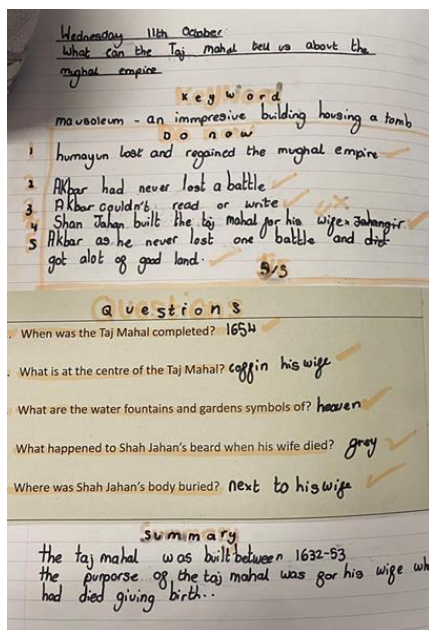 Wednesday 11th October
What can the Taj mahal tell us about the
mughal empire
Keyword
mausoleum - an immpresive building housing a tomb
Do now
1 humayun lost and regained the mughal empire
2 AKbar had never lost a battle
3 AKbar couldn't read or write
4 Shan Jahan built the taj mahal for his wife Jahangir
5 AKbar as he never lost one battle and did
got alot of good land.
5/5
Questions
When was the Taj Mahal completed? 1654
What is at the centre of the Taj Mahal? coffin his wife
What are the water fountains and gardens symbols of? heaven
What happened to Shah Jahan's beard when his wife died? grey
Where was Shah Jahan's body buried? next to his wife
Summary
the taj mahal was built between 1632-53
the purporse of the taj mahal was for his wife wh
had died giving birth..